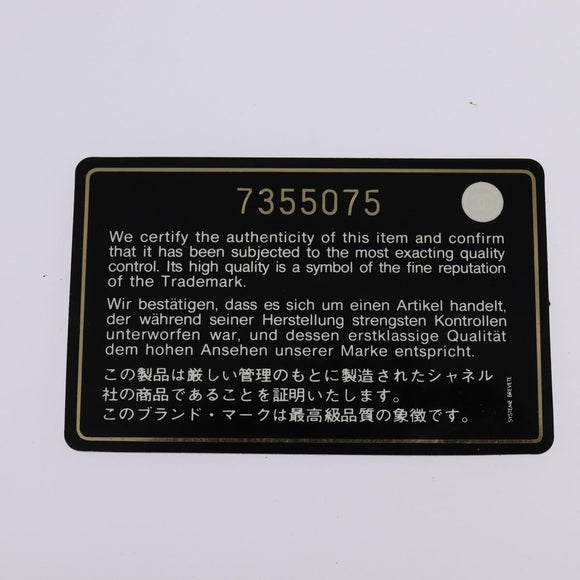 7355075
We certify the authenticity of this item and confirm
that it has been subjected to the most exacting quality
control. Its high quality is a symbol of the fine reputation
of the Trademark.
Wir bestätigen, dass es sich um einen Artikel handelt,
der während seiner Herstellung strengsten Kontrollen
unterworfen war, und dessen erstklassige Qualität
dem hohen Ansehen unserer Marke entspricht.
この製品は厳しい管理のもとに製造されたシャネル
社の商品であることを証明いたします。
このブランド・マークは最高級品質の象徴です。
SYSTEME BREVETE